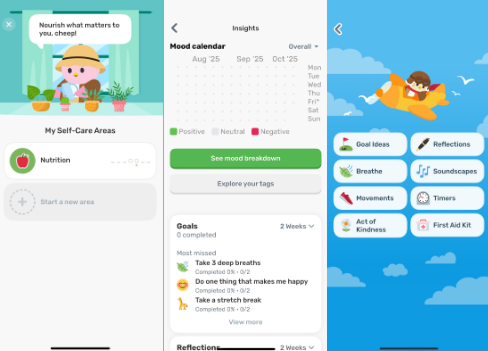 Nourish what matters to
you, cheep!
My Self-Care Areas
Nutrition
Start a new area
Insights
Mood calendar
Overall
Aug '25 Sep '25 Oct '25
Mon
Tue
Wed
Thu
Fri*
Sat
Sun
Positive Neutral Negative
See mood breakdown
Explore your tags
Goals
2 Weeks
0 completed
Most missed
Take 3 deep breaths
Completed 0% • 0/2
Do one thing that makes me happy
Completed 0% • 0/2
Take a stretch break
Completed 0% • 0/2
View more
Reflections
2 Weeks
Goal Ideas
Reflections
Breathe
Soundscapes
Movements
Timers
Act of
Kindness
First Aid Kit